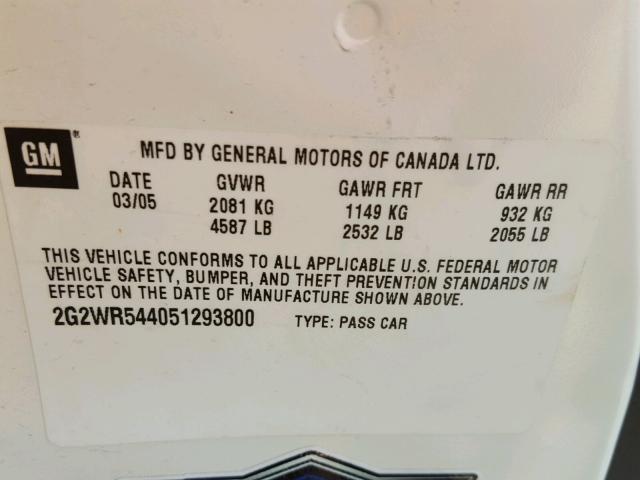 GM®
MFD BY GENERAL MOTORS OF CANADA LTD.
DATE GVWR GAWR FRT GAWR RR
03/05 2081 KG 1149 KG 932 KG
4587 LB 2532 LB 2055 LB
THIS VEHICLE CONFORMS TO ALL APPLICABLE U.S. FEDERAL MOTOR
VEHICLE SAFETY, BUMPER, AND THEFT PREVENTION STANDARDS IN
EFFECT ON THE DATE OF MANUFACTURE SHOWN ABOVE.
2G2WR544051293800 TYPE: PASS CAR